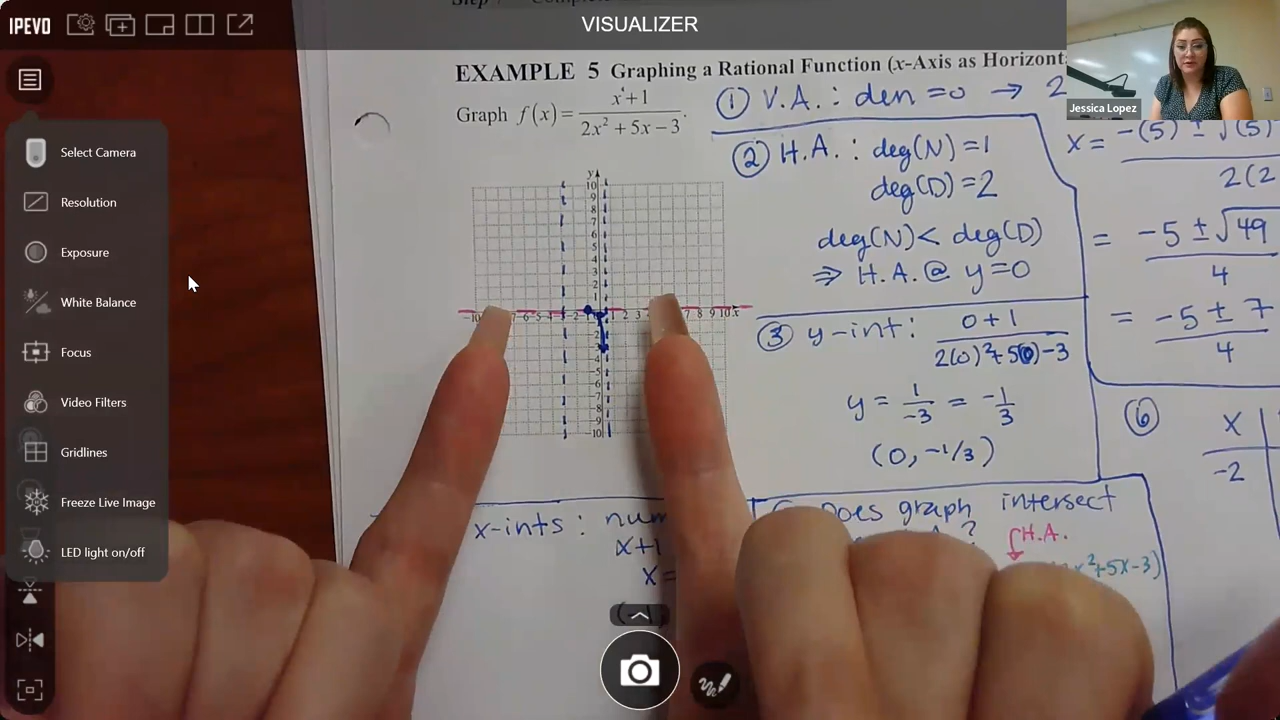 IPEVO
VISUALIZER
Jessica Lopez
Select Camera
Resolution
Exposure
White Balance
Focus
Video Filters
Gridlines
Freeze Live Image
LED light on/off
EXAMPLE 5 Graphing a Rational Function (x-Axis as Horizont
Graph f(x) = x+1 / 2x² + 5x − 3.
① V.A.: den = 0 → 2
② H.A.: deg(N) = 1
deg(D) = 2
deg(N) < deg(D)
⇒ H.A. @ y=0
③ y-int: 0+1 / 2(0)²+5(0)−3
y = 1/-3 = -1/3
(0, -1/3)
x = -(5) ± √(5) / 2(2
= -5 ± √49 / 4
= -5 ± 7 / 4
⑥ x
-2
x-ints: num
x+1
x=
Does graph intersect
H.A.
x²+5x-3)